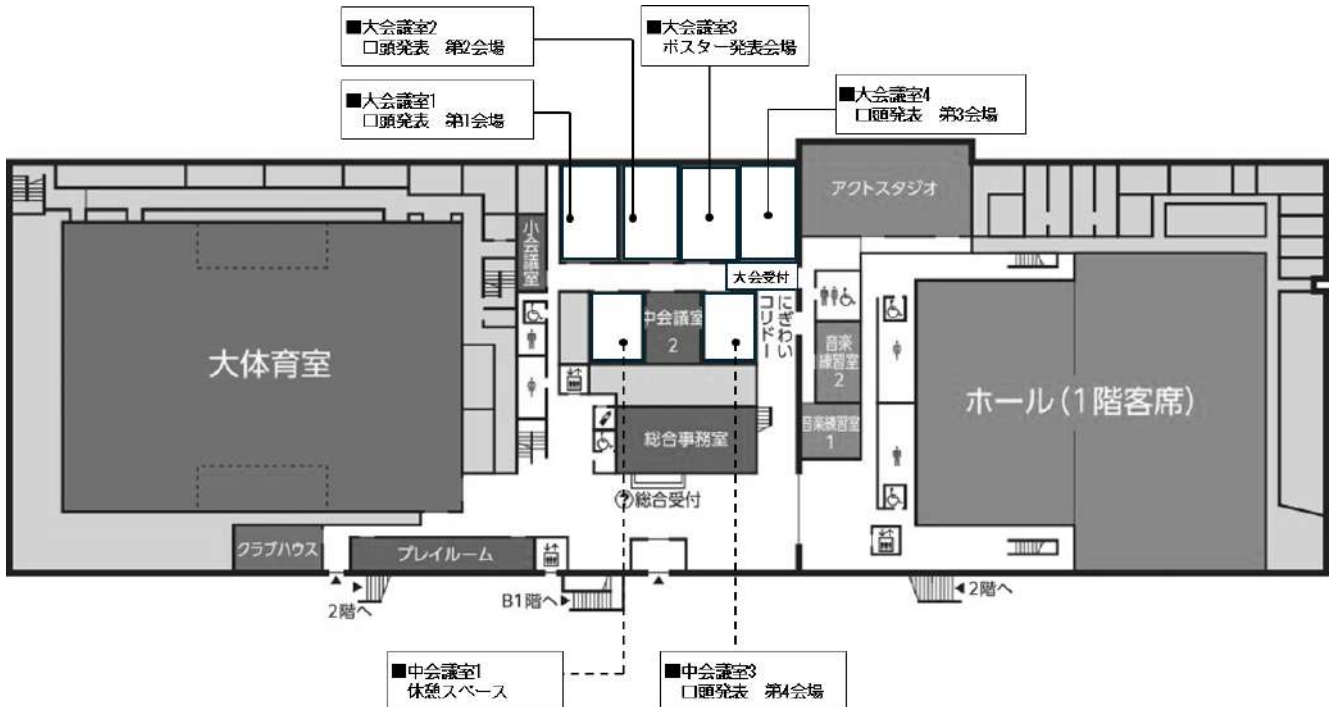 ■大会議室2
口頭発表　第2会場
■大会議室3
ポスター発表会場
■大会議室1
口頭発表　第1会場
■大会議室4
口頭発表　第3会場
アクトスタジオ
小会議室
大会受付
にぎわい
コリドー
中会議室
2
音楽
練習室
2
大体育室
ホール(1階客席)
音楽練習室
1
総合事務室
?総合受付
クラブハウス
プレイルーム
2階へ
B1階へ
2階へ
■中会議室1
休憩スペース
■中会議室3
口頭発表　第4会場